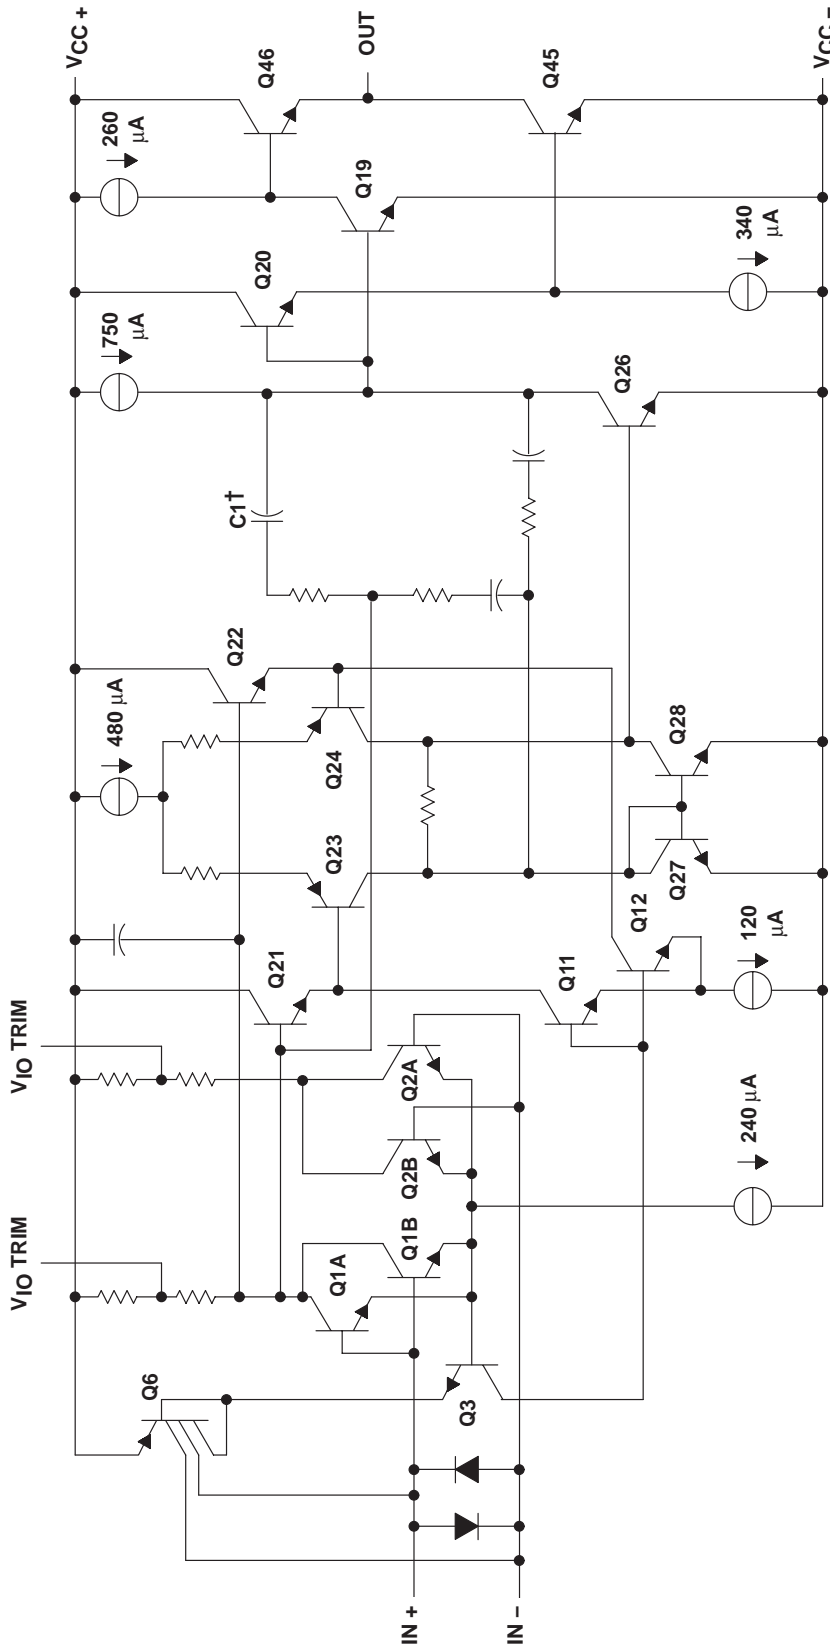 VIO TRIM
VIO TRIM
VCC +
480 μA
750
μA
260
μA
Q6
Q22
Q20
Q46
Q21
Q24
C1†
Q19
OUT
Q1A
Q1B
Q2B
Q2A
Q23
Q3
Q11
Q12
Q27
Q28
Q26
Q45
IN +
IN −
240 μA
120
μA
340
μA
VCC −